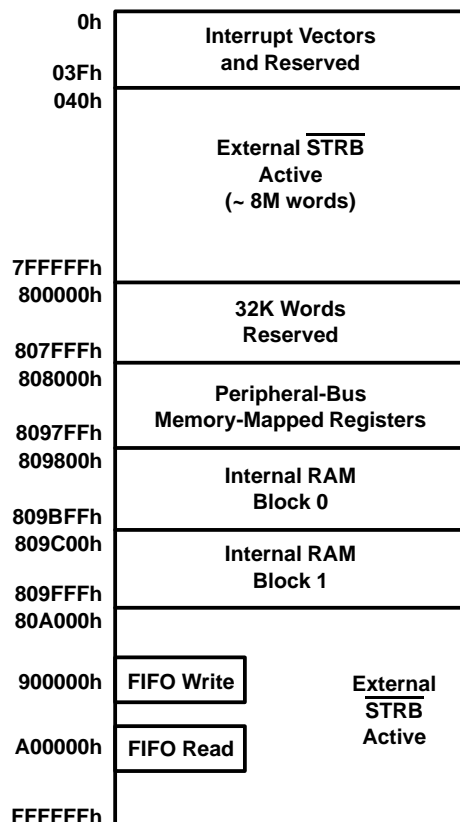 0h
Interrupt Vectors
and Reserved
03Fh
040h
External STRB
Active
(~ 8M words)
7FFFFFh
800000h
32K Words
Reserved
807FFFh
808000h
Peripheral-Bus
Memory-Mapped Registers
8097FFh
809800h
Internal RAM
Block 0
809BFFh
809C00h
Internal RAM
Block 1
809FFFh
80A000h
900000h
FIFO Write
External
STRB
Active
A00000h
FIFO Read
FFFFFFh